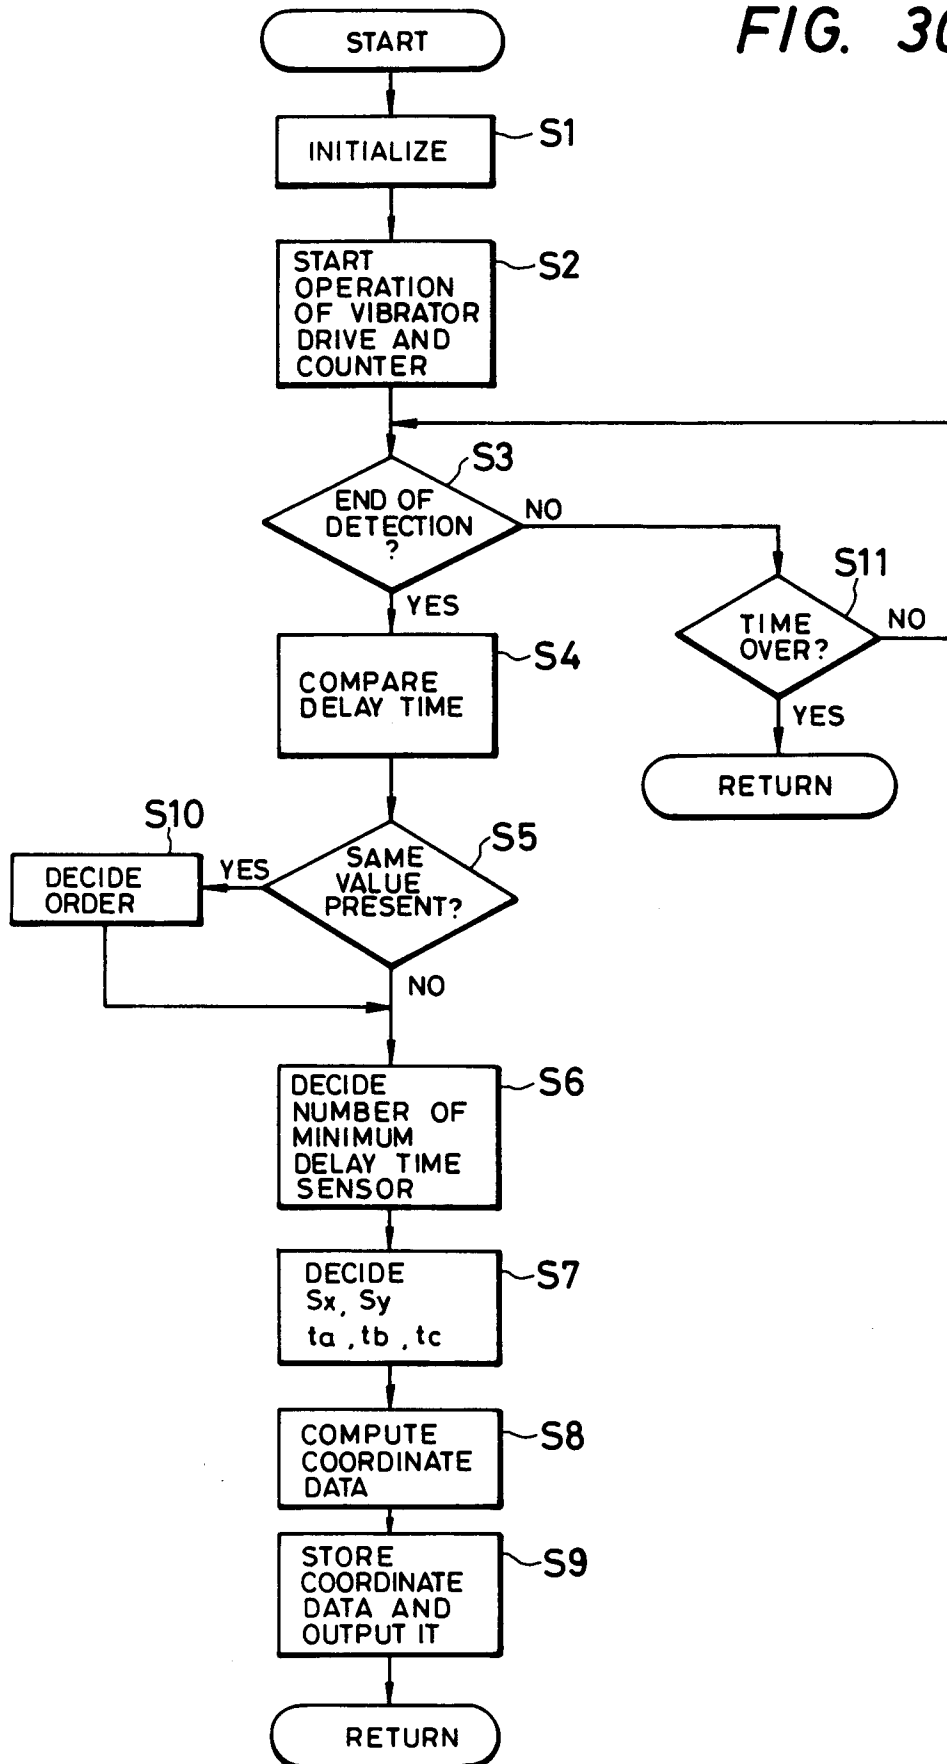 FIG. 30
START
INITIALIZE
S1
START
OPERATION
OF VIBRATOR
DRIVE AND
COUNTER
S2
END OF
DETECTION
?
S3
NO
YES
TIME
OVER?
S11
NO
YES
RETURN
COMPARE
DELAY TIME
S4
SAME
VALUE
PRESENT?
S5
YES
NO
S10
DECIDE
ORDER
DECIDE
NUMBER OF
MINIMUM
DELAY TIME
SENSOR
S6
DECIDE
Sx, Sy
ta, tb, tc
S7
COMPUTE
COORDINATE
DATA
S8
STORE
COORDINATE
DATA AND
OUTPUT IT
S9
RETURN